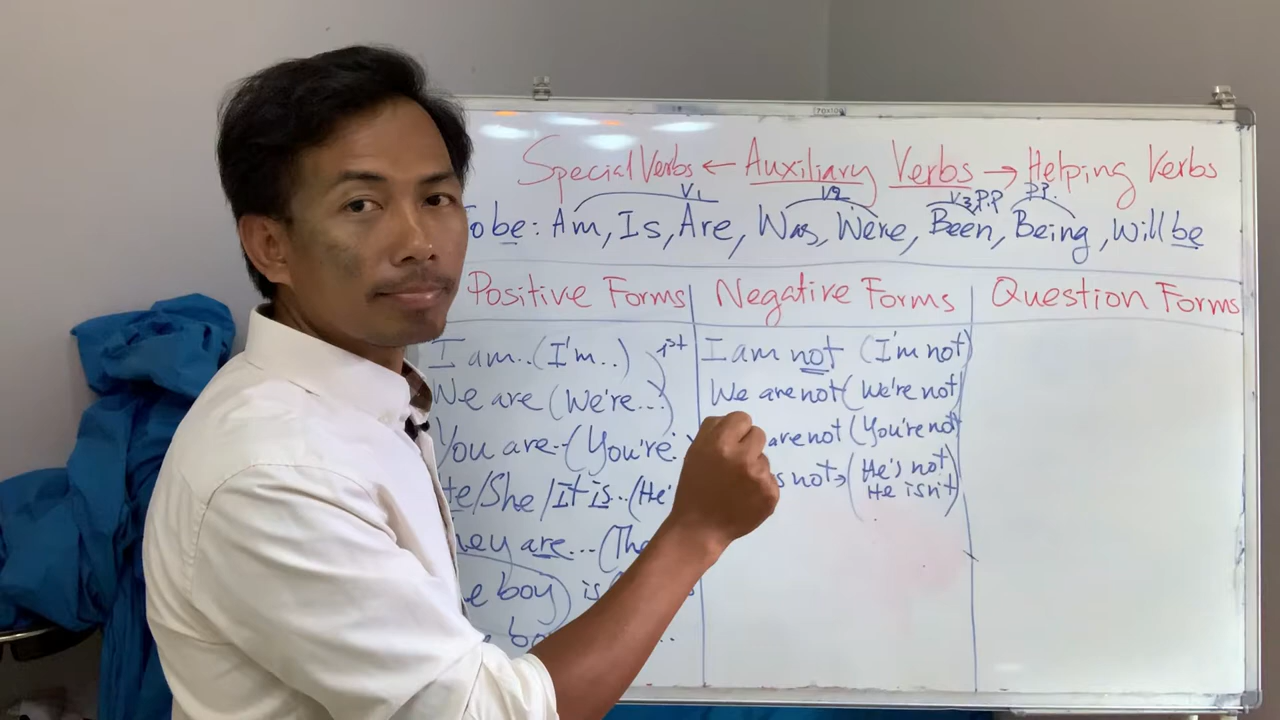 Special Verbs ← Auxiliary Verbs → Helping Verbs
V1 V2 V3 P.P P.P.
To be: Am, Is, Are, Was, Were, Been, Being, Will be
Positive Forms
I am.. (I'm..) 1st
We are (We're...)
You are.. (You're..)
He/She/It is.. (He'
They are... (The
The boy) is
Negative Forms
I am not (I'm not)
We are not (We're not)
are not (You're not)
is not → (He's not
He isn't)
Question Forms